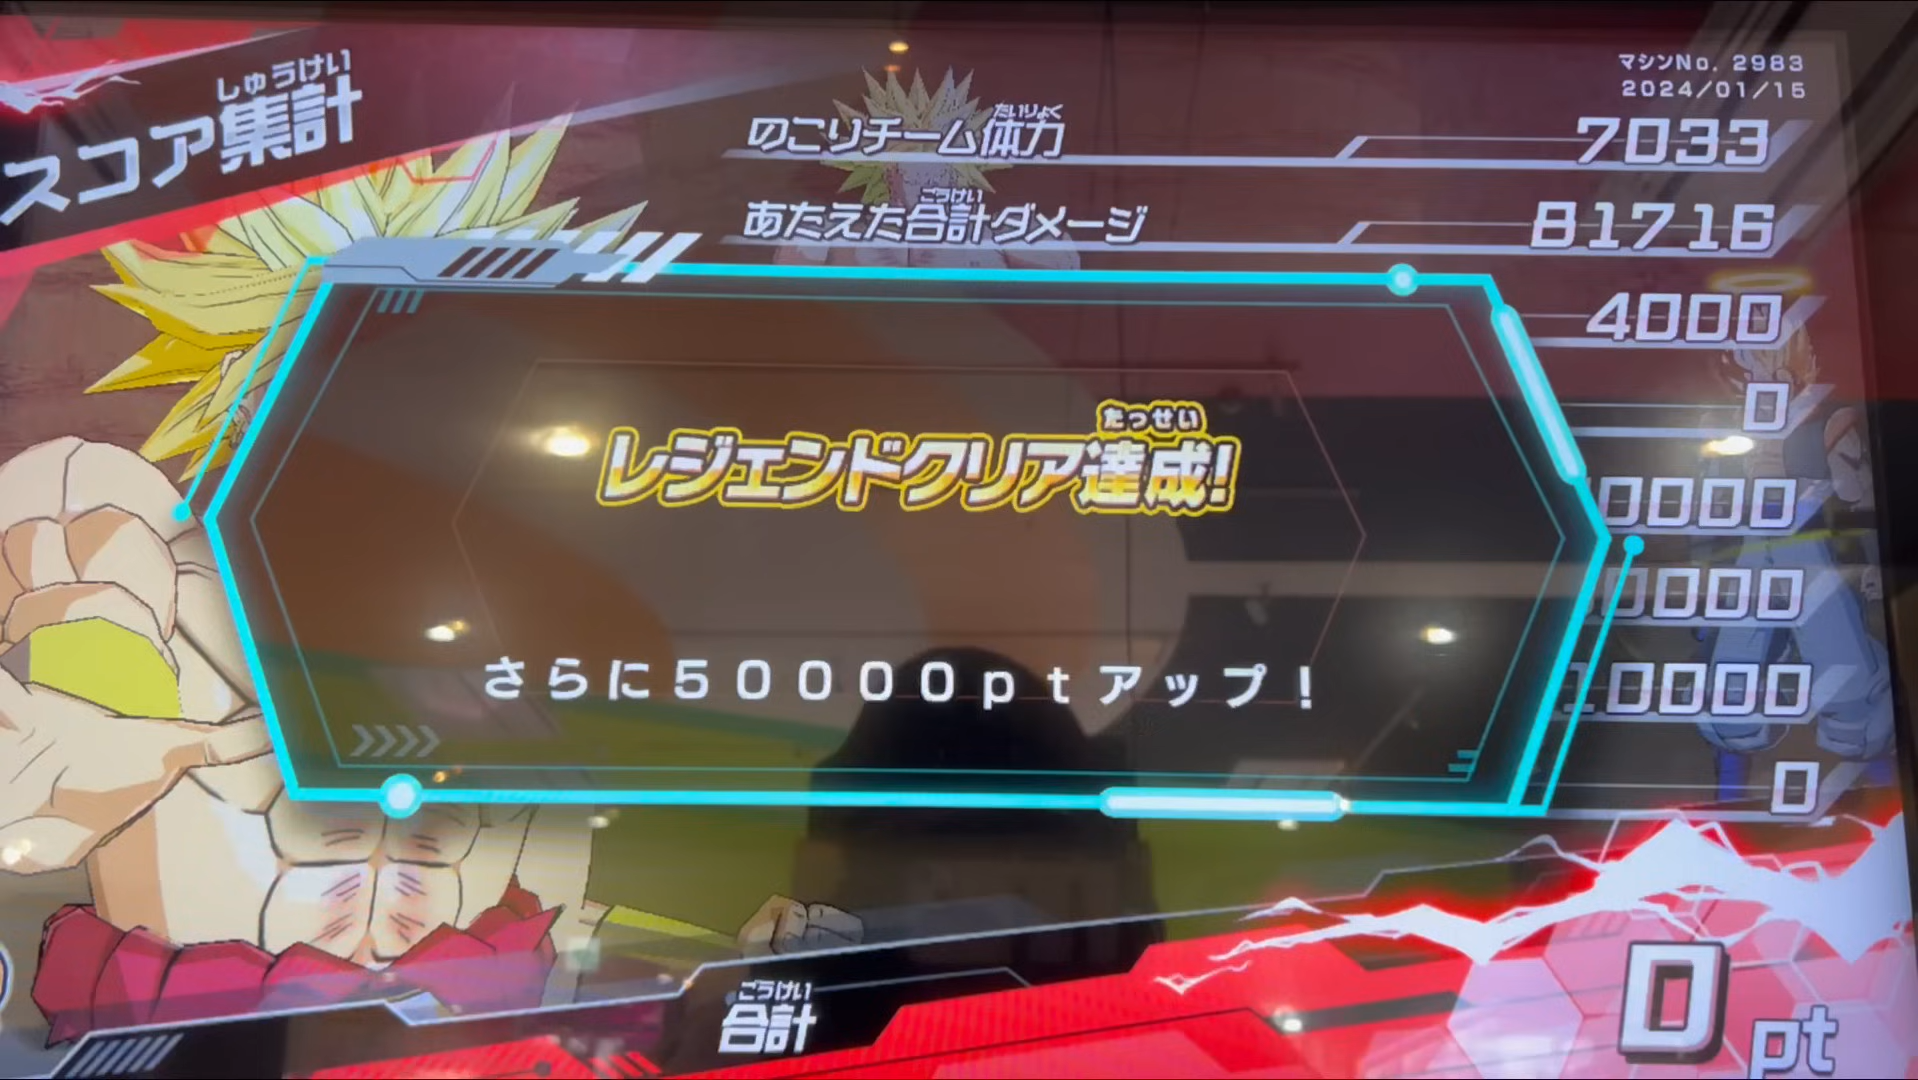 マシンNo. 2983
2024/01/15
しゅうけい
スコア集計
たいりょく
のこりチーム体力 7033
ごうけい
あたえた合計ダメージ 81716
4000
0
たっせい
レジェンドクリア達成!
さらに50000ptアップ!
10000
0
ごうけい
合計 0pt